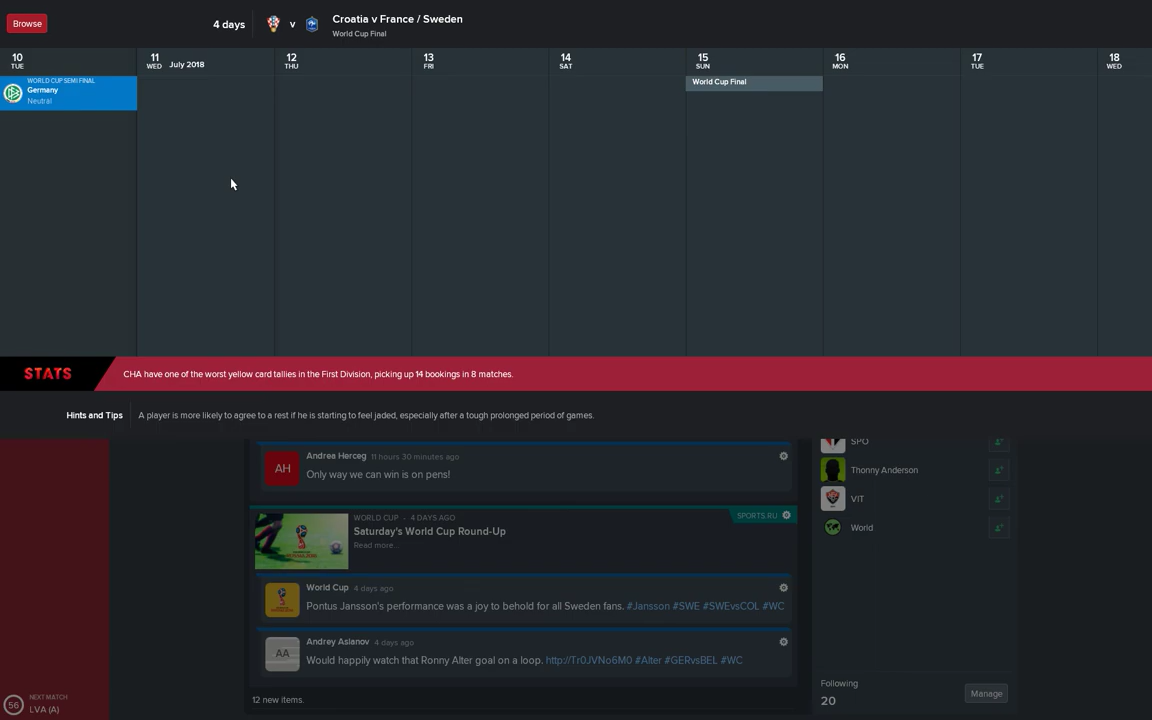 Browse
4 days
v
Croatia v France / Sweden
World Cup Final
10 TUE
11 WED July 2018
12 THU
13 FRI
14 SAT
15 SUN
16 MON
17 TUE
18 WED
WORLD CUP SEMI FINAL
Germany
Neutral
World Cup Final
STATS
CHA have one of the worst yellow card tallies in the First Division, picking up 14 bookings in 8 matches.
Hints and Tips
A player is more likely to agree to a rest if he is starting to feel jaded, especially after a tough prolonged period of games.
AH
Andrea Herceg 11 hours 30 minutes ago
Only way we can win is on pens!
WORLD CUP - 4 DAYS AGO
SPORTS.RU
Saturday's World Cup Round-Up
Read more...
World Cup 4 days ago
Pontus Jansson's performance was a joy to behold for all Sweden fans. #Jansson #SWE #SWEvsCOL #WC
AA
Andrey Aslanov 4 days ago
Would happily watch that Ronny Alter goal on a loop. http://Tr0JVNo6M0 #Alter #GERvsBEL #WC
12 new items.
SPO
Thonny Anderson
VIT
World
Following
20
Manage
56
NEXT MATCH
LVA (A)